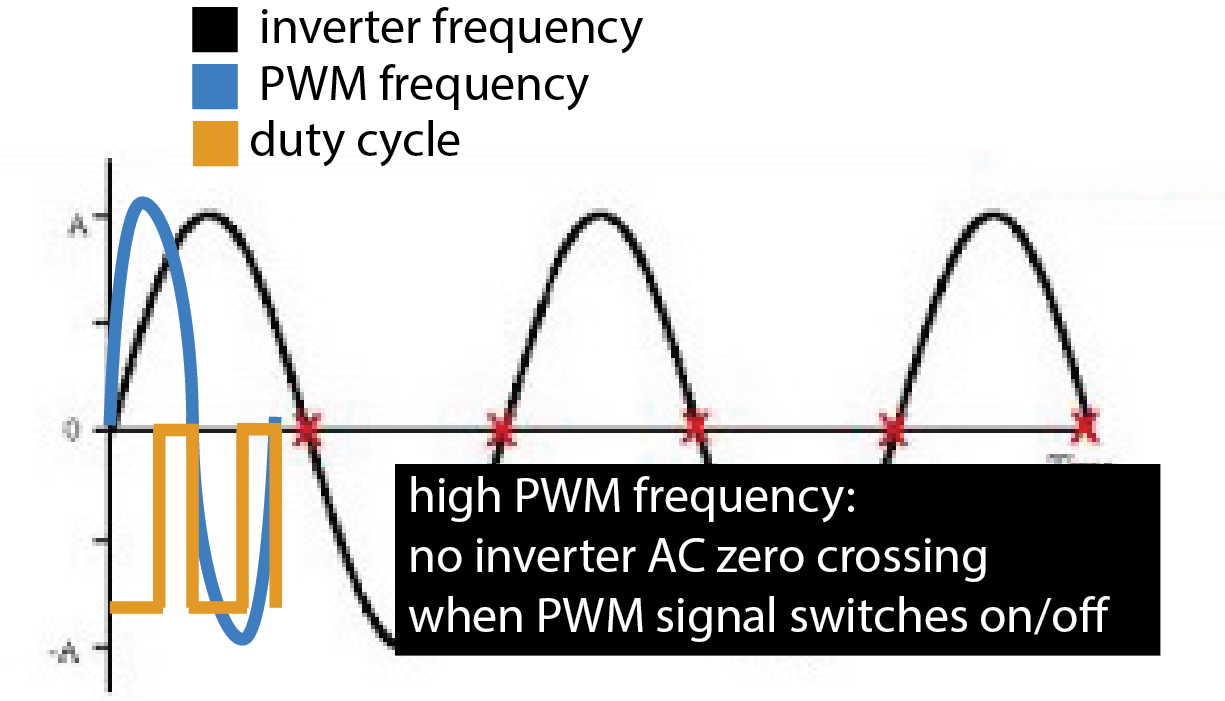 inverter frequency
PWM frequency
duty cycle
A
0
-A
high PWM frequency:
no inverter AC zero crossing
when PWM signal switches on/off